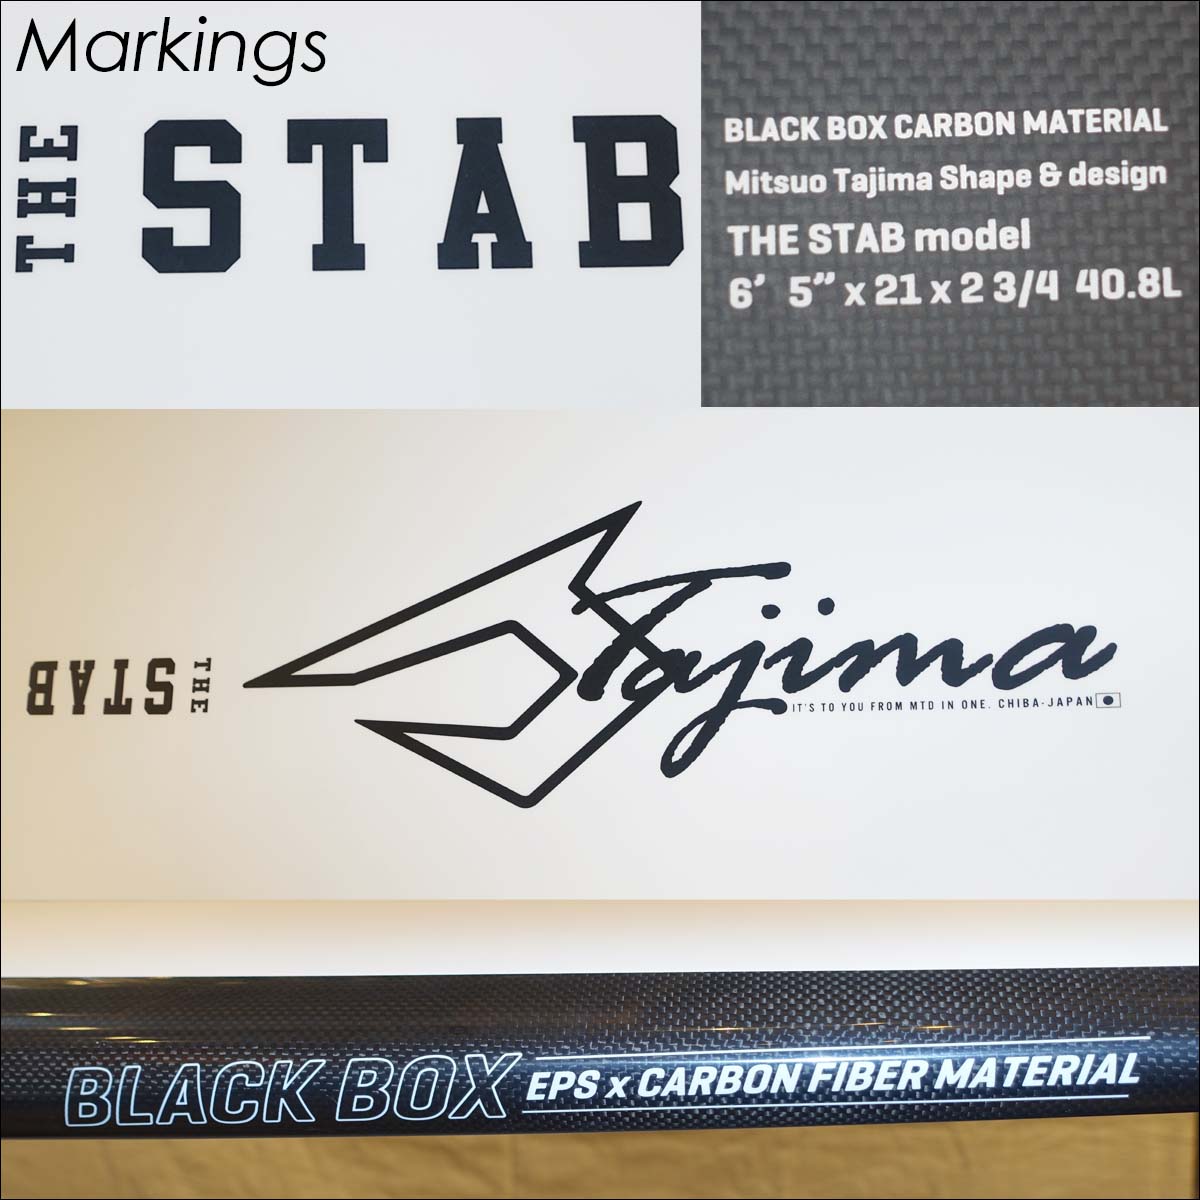 Markings
THE STAB
BLACK BOX CARBON MATERIAL
Mitsuo Tajima Shape & design
THE STAB model
6' 5” x 21 x 2 3/4 40.8L
THE STAB
Tajima
IT'S TO YOU FROM MTD IN ONE. CHIBA-JAPAN
BLACK BOX EPS x CARBON FIBER MATERIAL